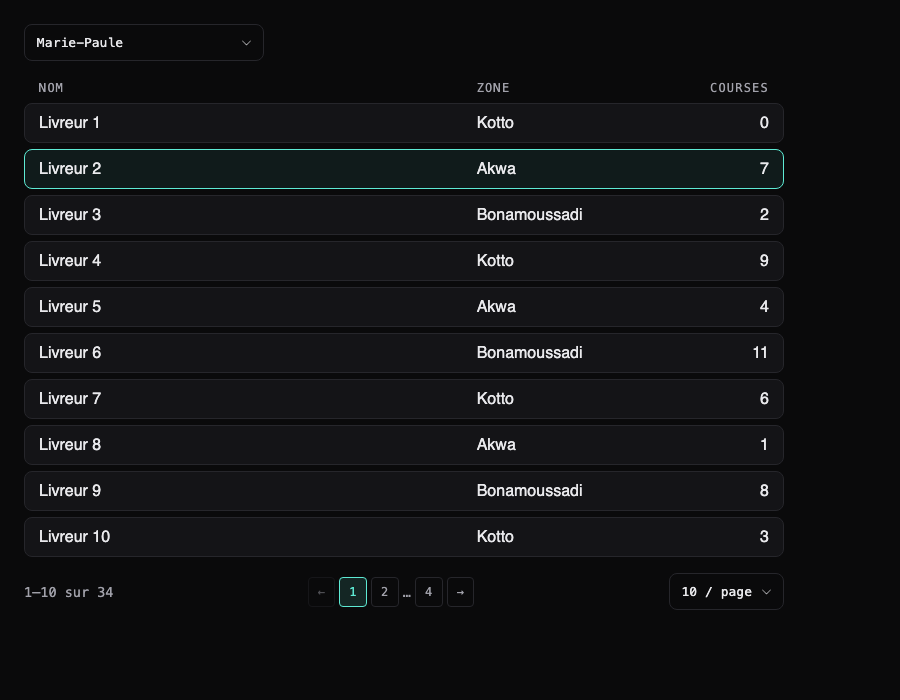 Marie-Paule
NOM ZONE COURSES
Livreur 1 Kotto 0
Livreur 2 Akwa 7
Livreur 3 Bonamoussadi 2
Livreur 4 Kotto 9
Livreur 5 Akwa 4
Livreur 6 Bonamoussadi 11
Livreur 7 Kotto 6
Livreur 8 Akwa 1
Livreur 9 Bonamoussadi 8
Livreur 10 Kotto 3
1–10 sur 34 ← 1 2 … 4 → 10 / page